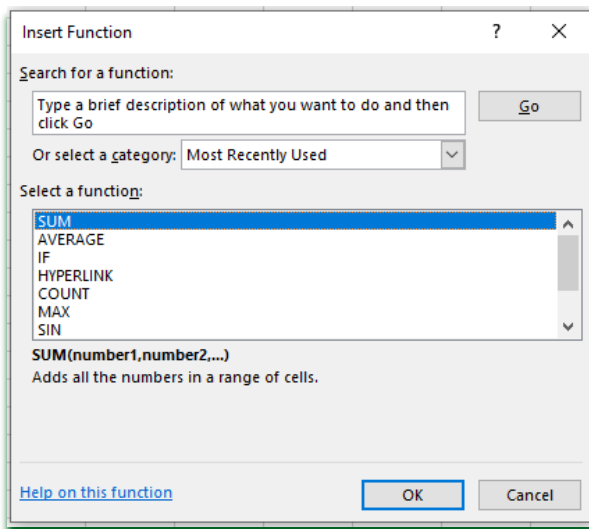 Insert Function ? X
Search for a function:
Type a brief description of what you want to do and then
click Go
Go
Or select a category: Most Recently Used
Select a function:
SUM
AVERAGE
IF
HYPERLINK
COUNT
MAX
SIN
SUM(number1,number2,...)
Adds all the numbers in a range of cells.
Help on this function
OK
Cancel